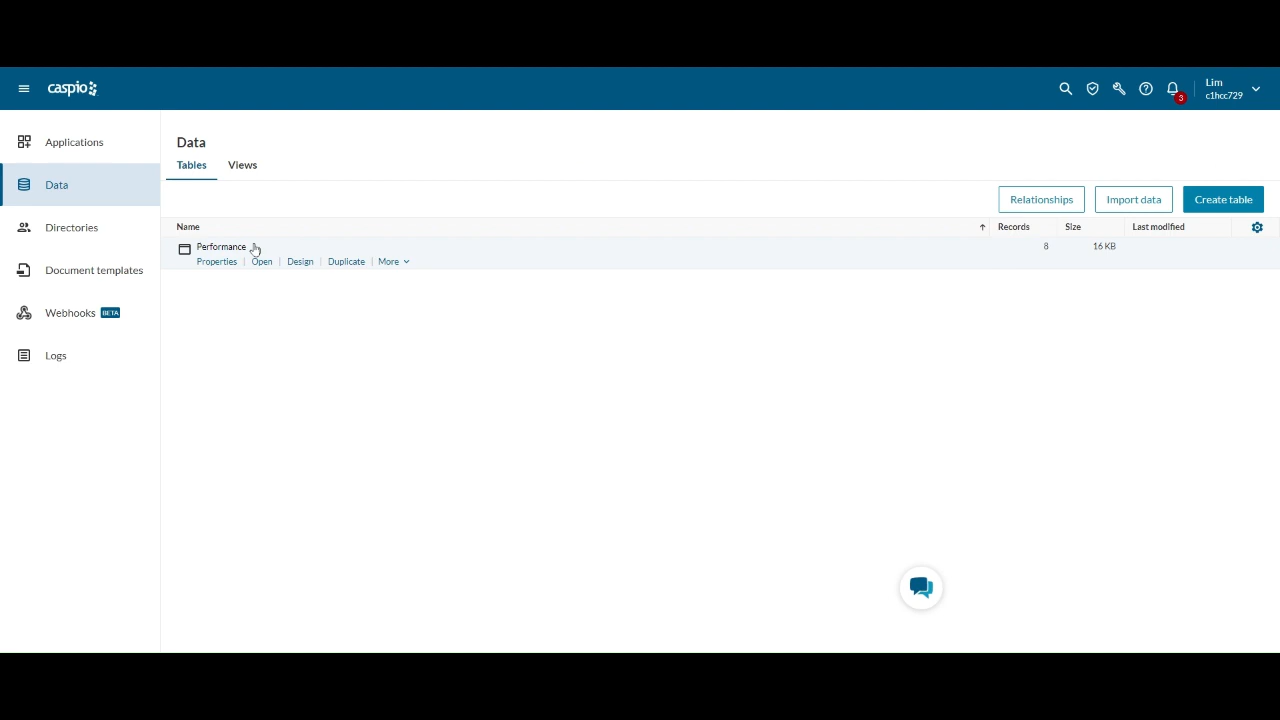 caspio
3
Lim
c1hcc729
Applications
Data
Directories
Document templates
Webhooks BETA
Logs
Data
Tables Views
Relationships Import data Create table
Name Records Size Last modified
Performance 8 16 KB
Properties | Open | Design | Duplicate | More